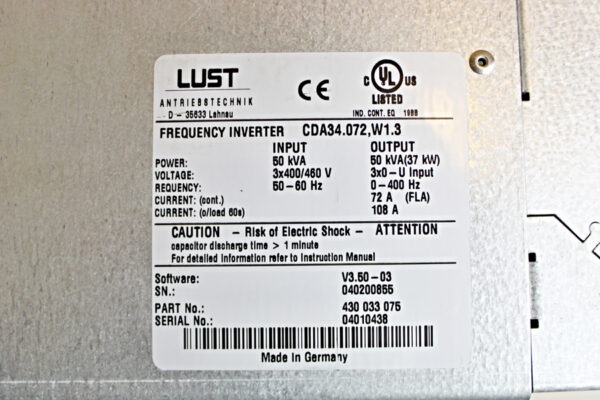 LUST
ANTRIEBSTECHNIK
D - 35633 Lahnau
CE
C UL US
LISTED
IND. CONT. EQ 1988
FREQUENCY INVERTER CDA34.072,W1.3
INPUT OUTPUT
POWER: 50 kVA 50 kVA(37 kW)
VOLTAGE: 3x400/460 V 3x0-U Input
REQUENCY: 50-60 Hz 0-400 Hz
CURRENT: (cont.) 72 A (FLA)
CURRENT: (o/load 60s) 108 A
CAUTION - Risk of Electric Shock - ATTENTION
capacitor discharge time > 1 minute
For detailed information refer to Instruction Manual
Software: V3.50-03
SN.: 040200855
PART No.: 430 033 075
SERIAL No.: 04010438
Made In Germany